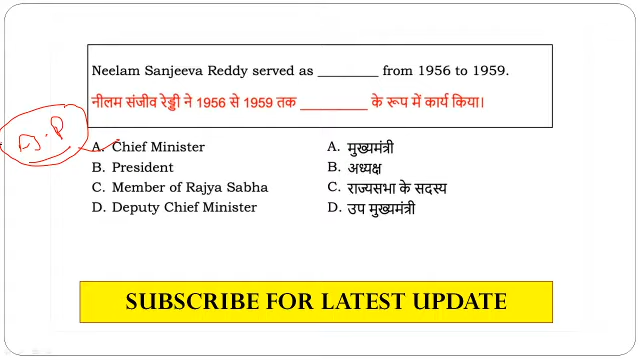 Neelam Sanjeeva Reddy served as ________ from 1956 to 1959.
नीलम संजीव रेड्डी ने 1956 से 1959 तक __________ के रूप में कार्य किया।
A. Chief Minister A. मुख्यमंत्री
B. President B. अध्यक्ष
C. Member of Rajya Sabha C. राज्यसभा के सदस्य
D. Deputy Chief Minister D. उप मुख्यमंत्री
SUBSCRIBE FOR LATEST UPDATE